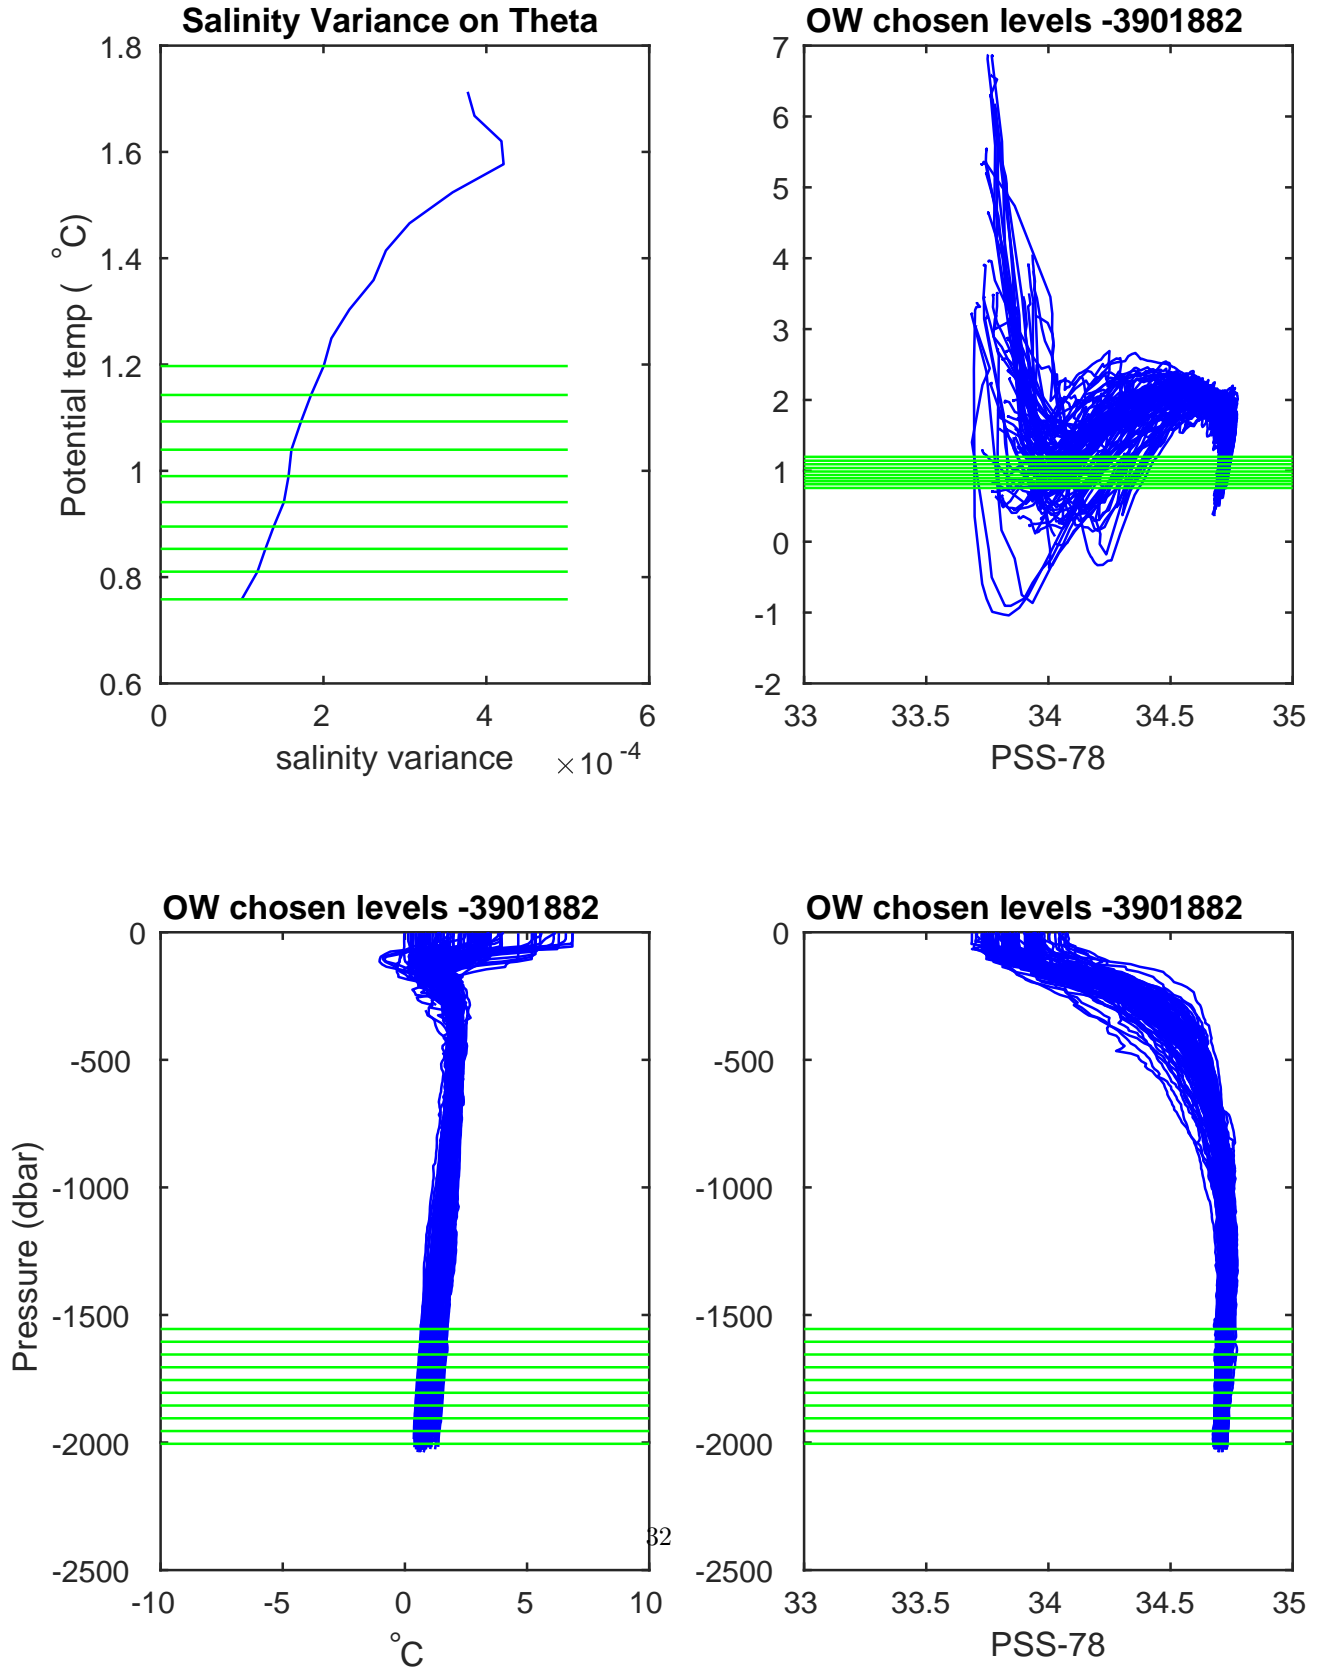 Salinity Variance on Theta
1.8
1.6
1.4
1.2
1
0.8
0.6
Potential temp ( °C)
0 2 4 6
salinity variance ×10 -4
OW chosen levels -3901882
7
6
5
4
3
2
1
0
-1
-2
33 33.5 34 34.5 35
PSS-78
OW chosen levels -3901882
0
-500
-1000
-1500
-2000
-2500
Pressure (dbar)
-10 -5 0 5 10
°C
OW chosen levels -3901882
0
-500
-1000
-1500
-2000
-2500
33 33.5 34 34.5 35
PSS-78
32